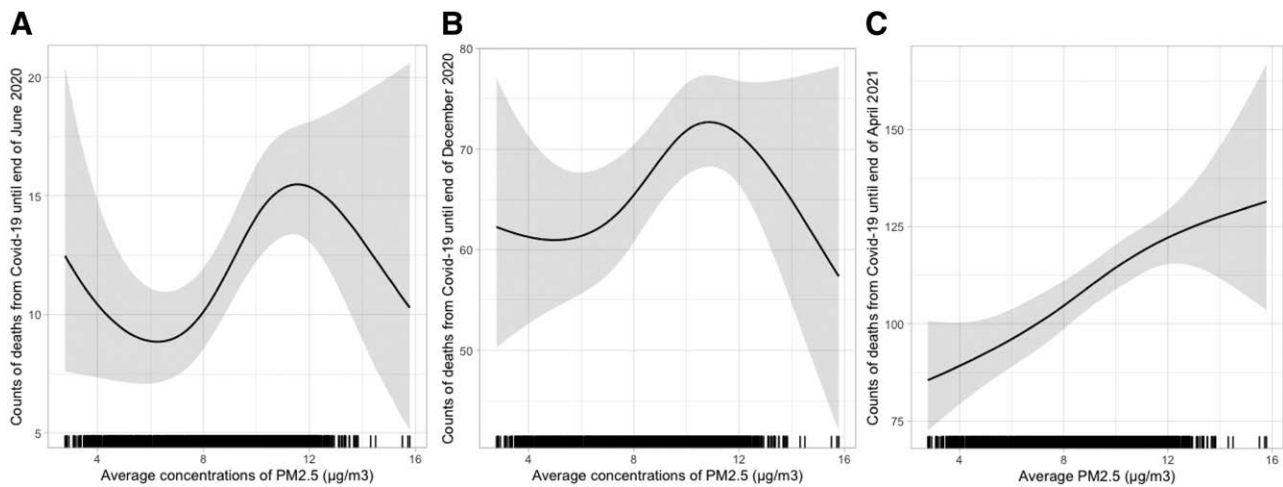 A
Counts of deaths from Covid-19 until end of June 2020
20
15
10
5
4
8
12
16
Average concentrations of PM2.5 (µg/m3)
B
Counts of deaths from Covid-19 until end of December 2020
80
70
60
50
4
8
12
16
Average concentrations of PM2.5 (µg/m3)
C
Counts of deaths from Covid-19 until end of April 2021
150
125
100
75
4
8
12
16
Average PM2.5 (µg/m3)